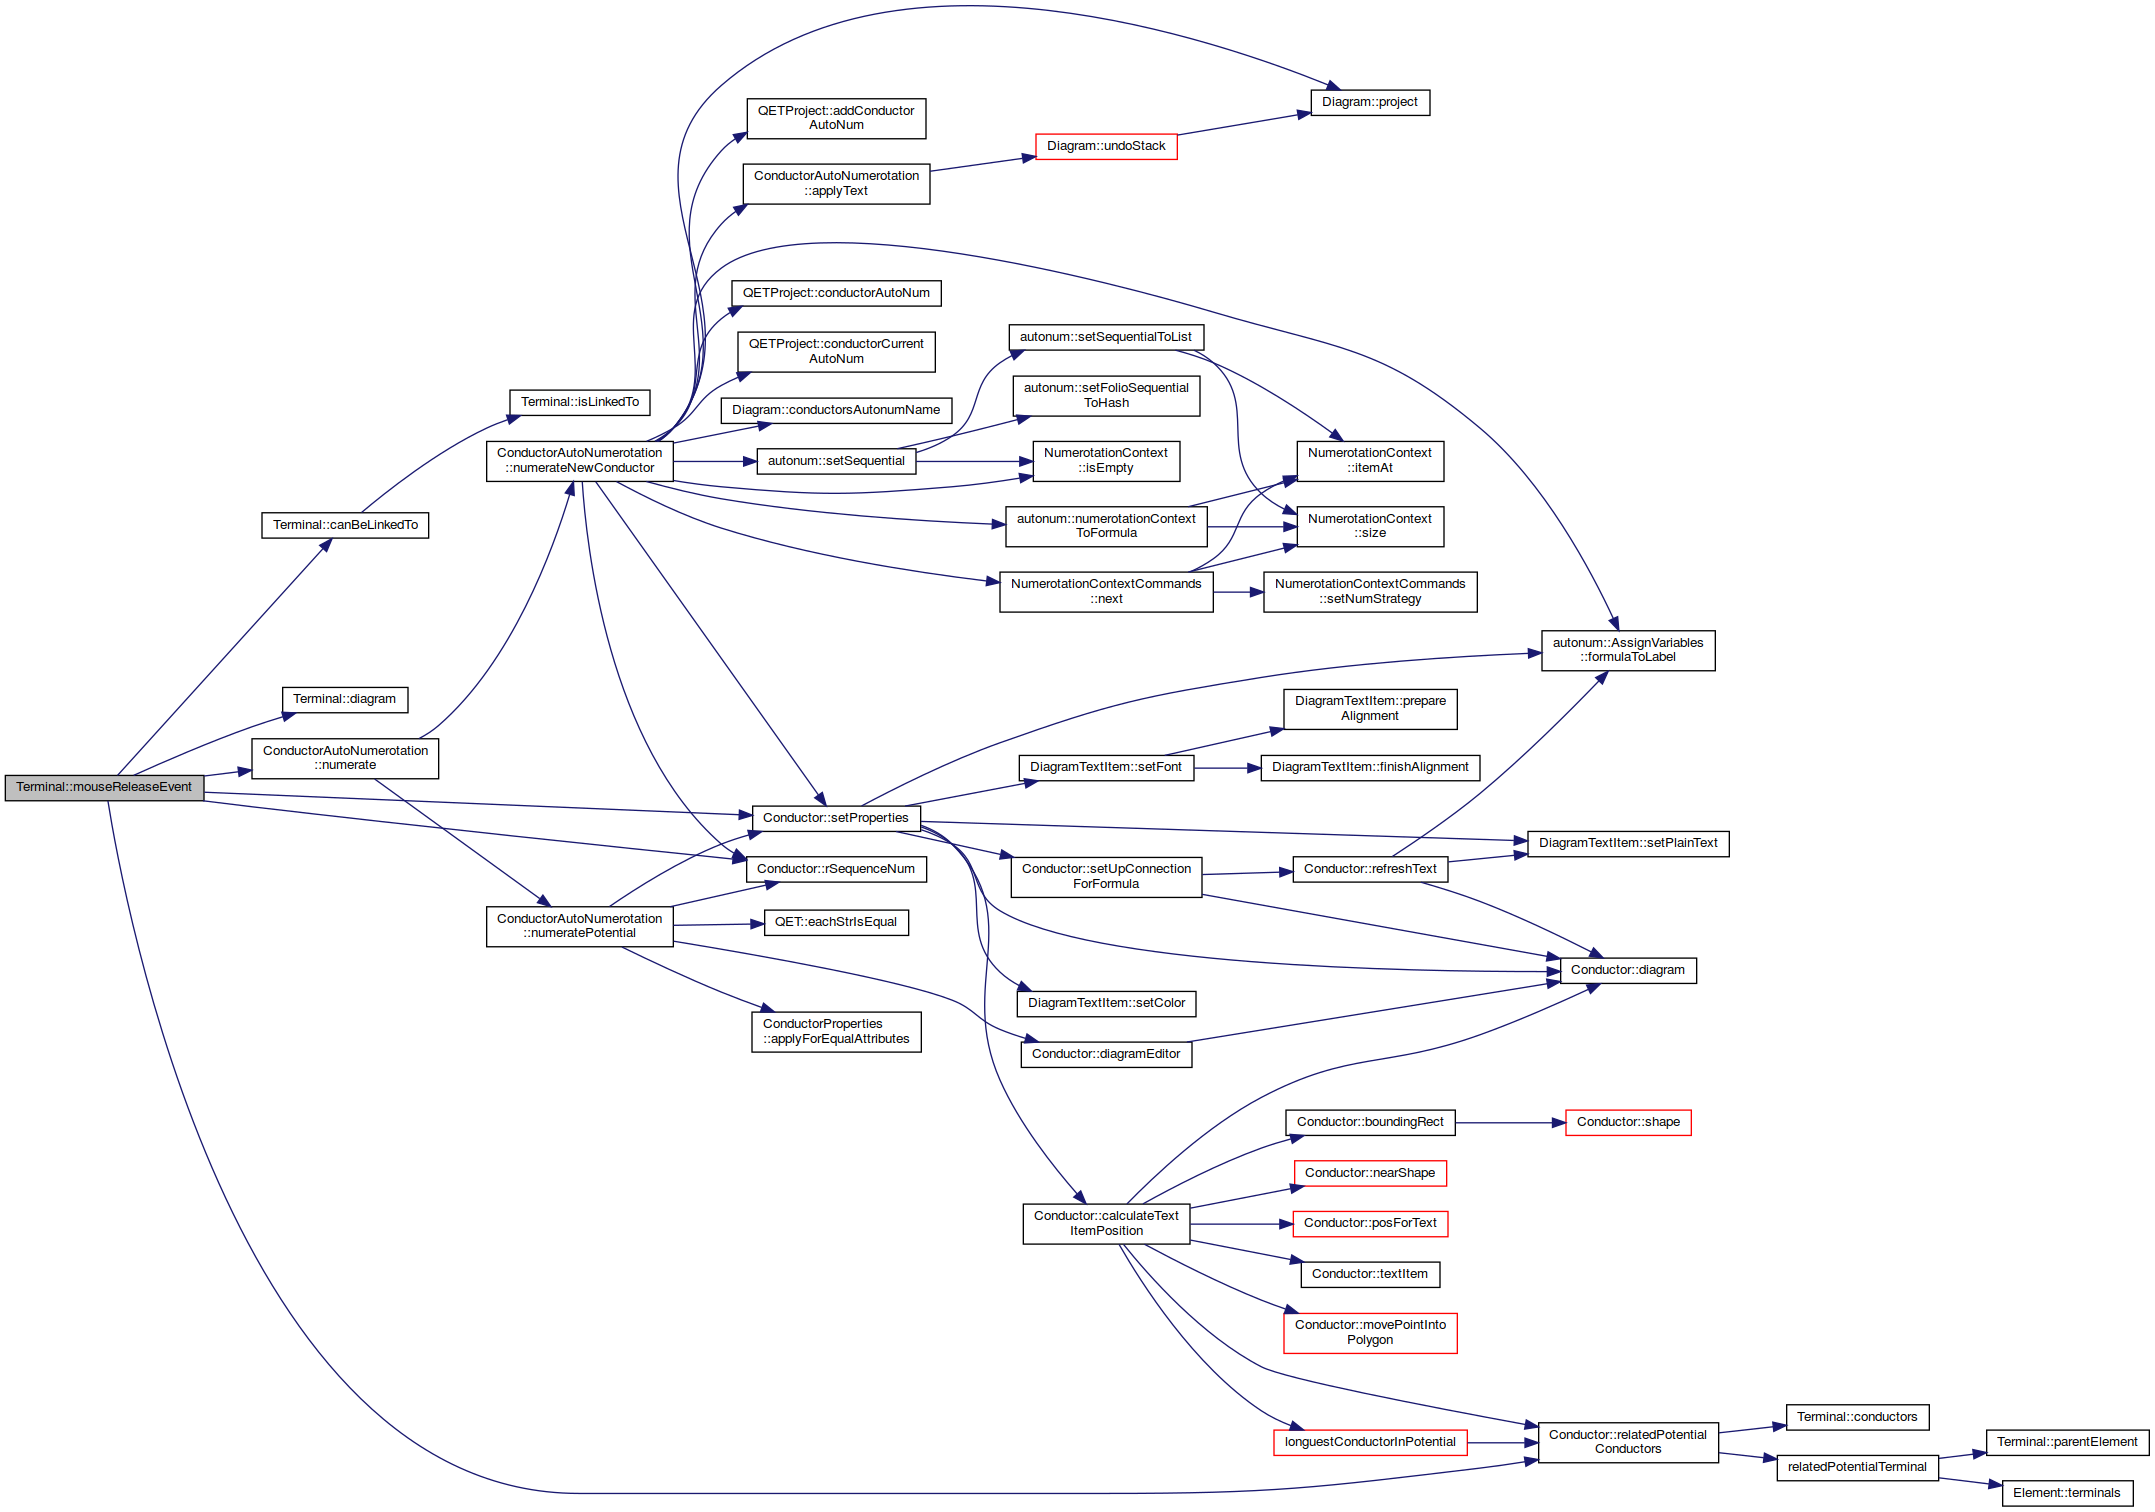 Diagram::project
QETProject::addConductor
AutoNum
Diagram::undoStack
ConductorAutoNumerotation
::applyText
QETProject::conductorAutoNum
autonum::setSequentialToList
QETProject::conductorCurrent
AutoNum
autonum::setFolioSequential
ToHash
Terminal::isLinkedTo
Diagram::conductorsAutonumName
ConductorAutoNumerotation
::numerateNewConductor
autonum::setSequential
NumerotationContext
::isEmpty
NumerotationContext
::itemAt
Terminal::canBeLinkedTo
autonum::numerotationContext
ToFormula
NumerotationContext
::size
NumerotationContextCommands
::next
NumerotationContextCommands
::setNumStrategy
autonum::AssignVariables
::formulaToLabel
Terminal::diagram
DiagramTextItem::prepare
Alignment
ConductorAutoNumerotation
::numerate
DiagramTextItem::setFont
DiagramTextItem::finishAlignment
Terminal::mouseReleaseEvent
Conductor::setProperties
DiagramTextItem::setPlainText
Conductor::rSequenceNum
Conductor::setUpConnection
ForFormula
Conductor::refreshText
ConductorAutoNumerotation
::numeratePotential
QET::eachStrIsEqual
Conductor::diagram
DiagramTextItem::setColor
ConductorProperties
::applyForEqualAttributes
Conductor::diagramEditor
Conductor::boundingRect
Conductor::shape
Conductor::nearShape
Conductor::calculateText
ItemPosition
Conductor::posForText
Conductor::textItem
Conductor::movePointInto
Polygon
Terminal::conductors
longuestConductorInPotential
Conductor::relatedPotential
Conductors
Terminal::parentElement
relatedPotentialTerminal
Element::terminals